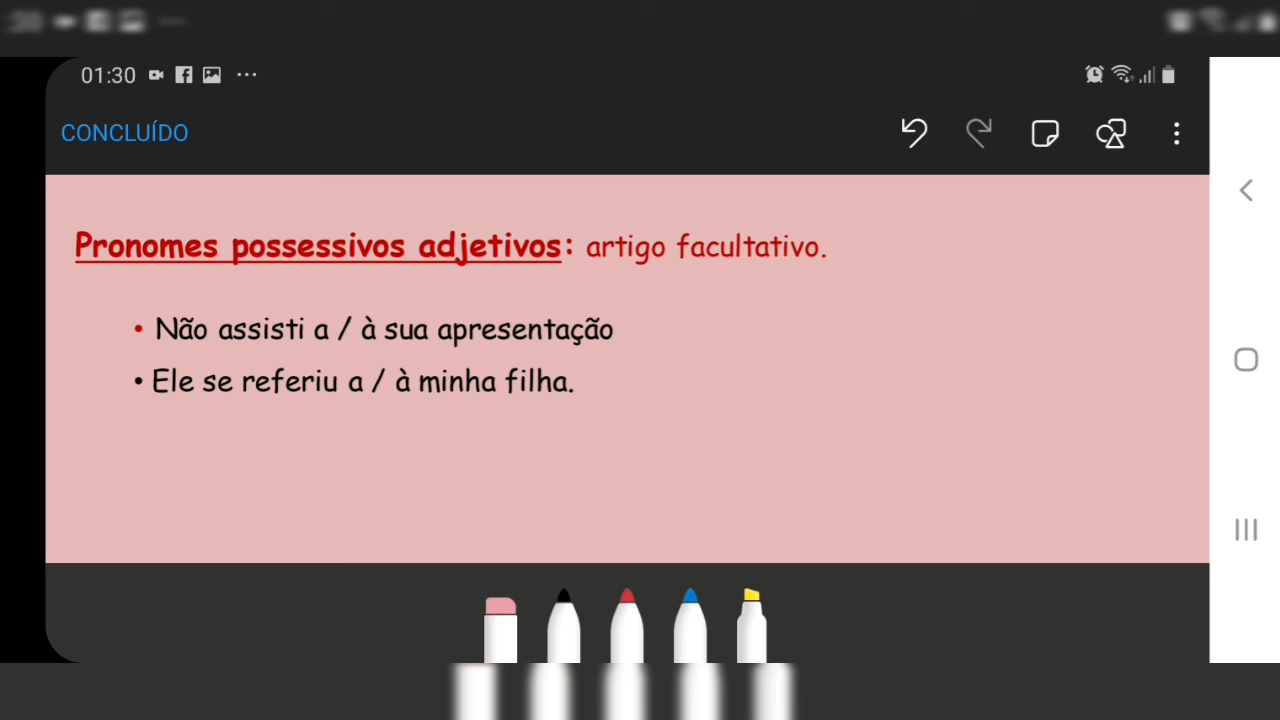 01:30
CONCLUÍDO
Pronomes possessivos adjetivos: artigo facultativo.
• Não assisti a / à sua apresentação
• Ele se referiu a / à minha filha.